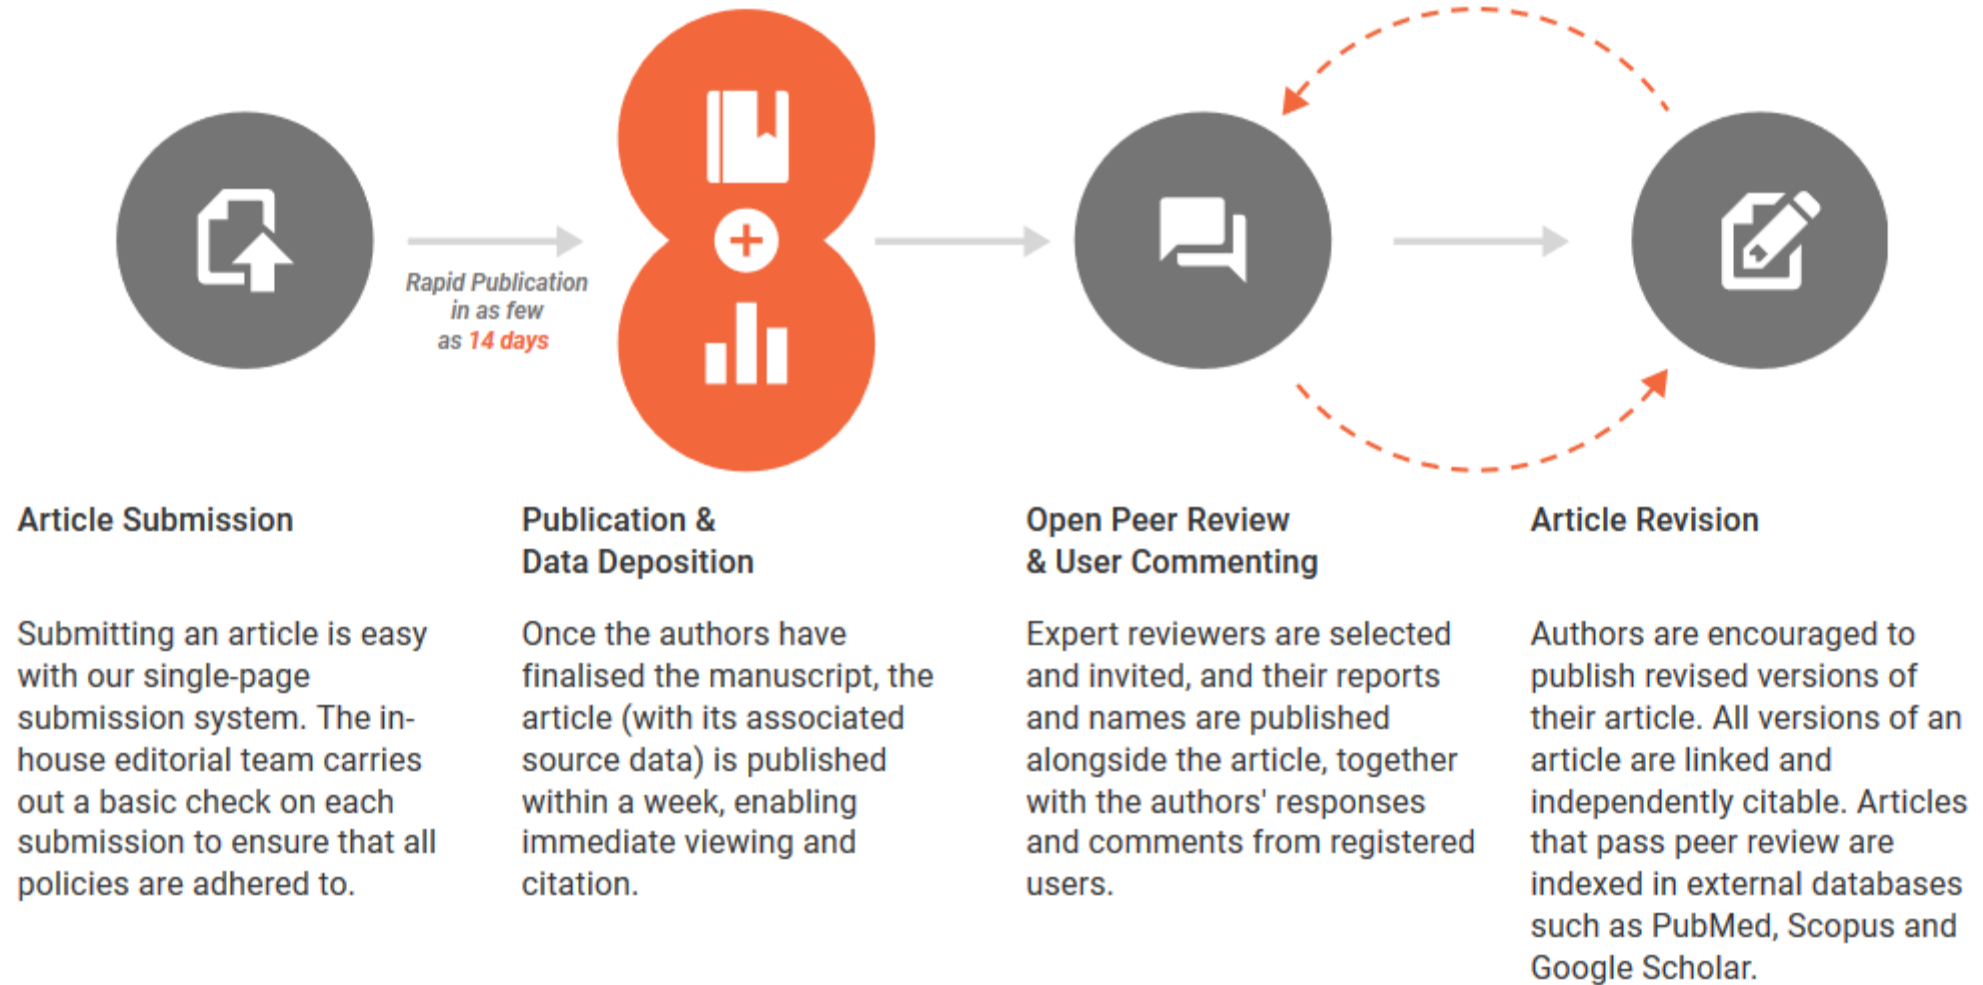 Rapid Publication
in as few
as 14 days
Article Submission
Submitting an article is easy
with our single-page
submission system. The in-
house editorial team carries
out a basic check on each
submission to ensure that all
policies are adhered to.
Publication &
Data Deposition
Once the authors have
finalised the manuscript, the
article (with its associated
source data) is published
within a week, enabling
immediate viewing and
citation.
Open Peer Review
& User Commenting
Expert reviewers are selected
and invited, and their reports
and names are published
alongside the article, together
with the authors' responses
and comments from registered
users.
Article Revision
Authors are encouraged to
publish revised versions of
their article. All versions of an
article are linked and
independently citable. Articles
that pass peer review are
indexed in external databases
such as PubMed, Scopus and
Google Scholar.